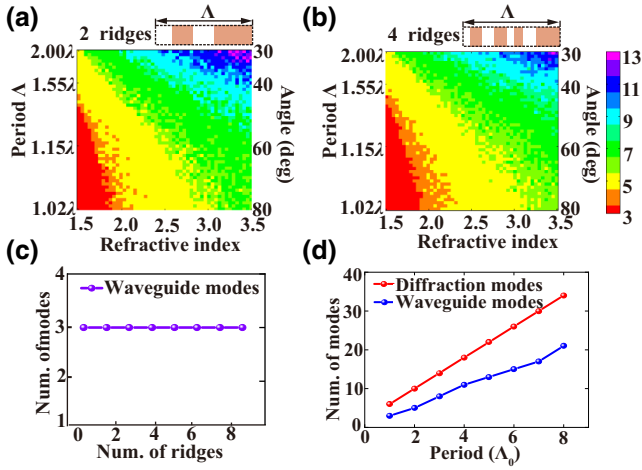 (a)
2 ridges
Λ
Period Λ
2.00λ
1.55λ
1.15λ
1.02λ
30
40
60
80
Angle (deg)
1.5 2.0 2.5 3.0 3.5
Refractive index
(b)
4 ridges
Λ
Period Λ
2.00λ
1.55λ
1.15λ
1.02λ
30
40
60
80
Angle (deg)
1.5 2.0 2.5 3.0 3.5
Refractive index
13
11
9
7
5
3
(c)
Waveguide modes
Num. ofmodes
4
3
2
1
0 2 4 6 8
Num. of ridges
(d)
Diffraction modes
Waveguide modes
Num. of modes
40
30
20
10
0
0 2 4 6 8
Period (Λ₀)